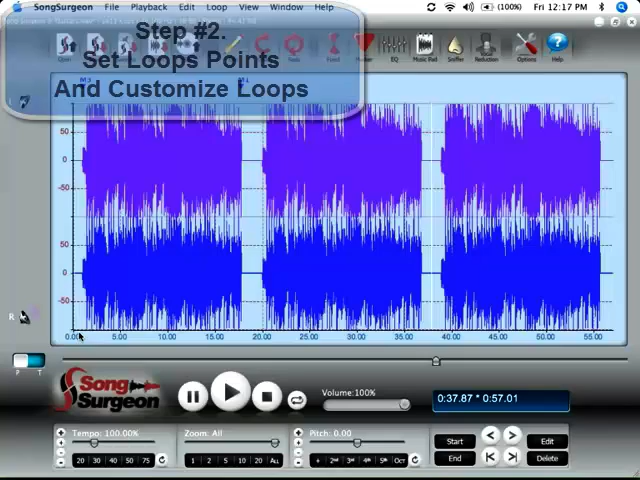 SongSurgeon File Playback Edit Loop View Window Help (100%) Fri 12:17 PM
Step #2.
Set Loops Points
And Customize Loops
EQ Music Pad Sniffer Reduction Options Help
50
0
-50
50
0
-50
R
0.00 5.00 10.00 15.00 20.00 25.00 30.00 35.00 40.00 45.00 50.00 55.00
P T
Song Surgeon
Volume:100%
0:37.87 * 0:57.01
Tempo: 100.00% Zoom: All Pitch: 0.00
Start Edit
20 30 40 50 75 1 2 5 10 20 ALL + 2nd 3rd 4th 5th Oct
End Delete